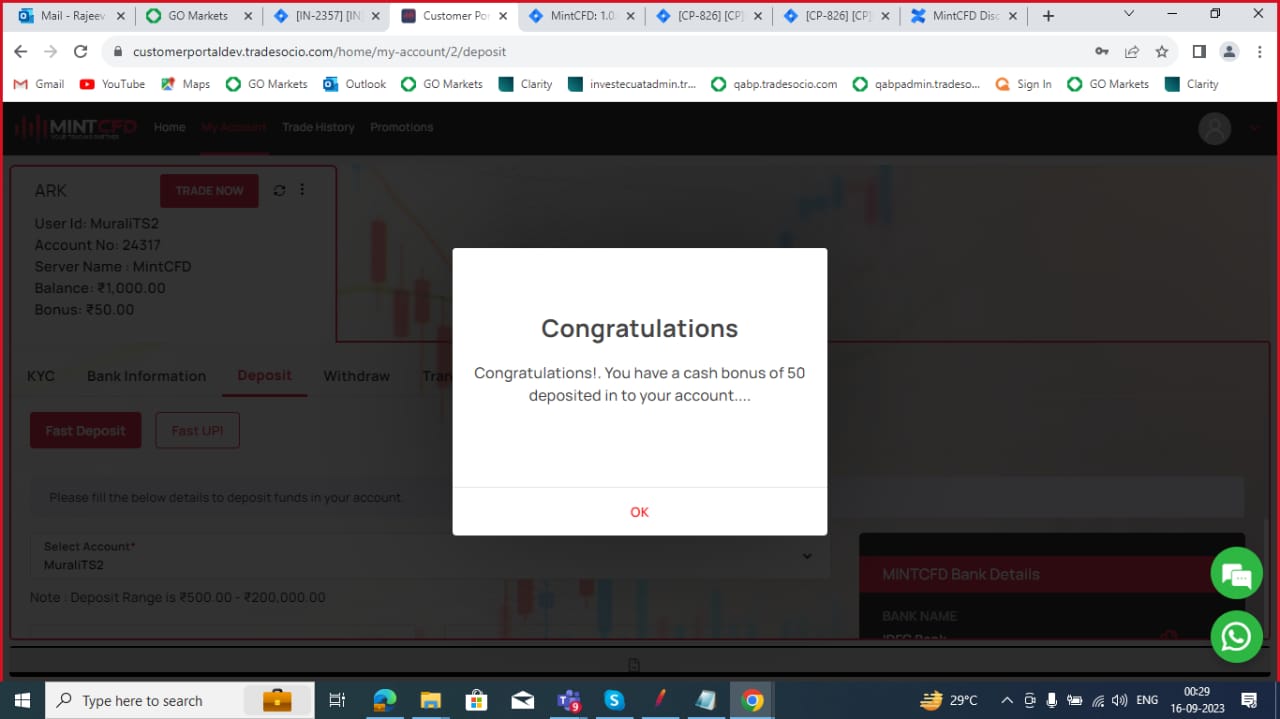 Mail - Rajeev
GO Markets
[IN-2357] [IN
Customer Por
MintCFD: 1.0.
[CP-826] [CP]
[CP-826] [CP]
MintCFD Disc
customerportaldev.tradesocio.com/home/my-account/2/deposit
Gmail
YouTube
Maps
GO Markets
Outlook
GO Markets
Clarity
investecuatadmin.tr...
qabp.tradesocio.com
qabpadmin.tradeso...
Sign In
GO Markets
Clarity
MINTCFD
YOUR TRADING PARTNER
Home
My Account
Trade History
Promotions
ARK
TRADE NOW
User Id: MuraliTS2
Account No: 24317
Server Name : MintCFD
Balance: ₹1,000.00
Bonus: ₹50.00
Congratulations
Congratulations!. You have a cash bonus of 50
deposited in to your account....
OK
KYC
Bank Information
Deposit
Withdraw
Tran
Fast Deposit
Fast UPI
Please fill the below details to deposit funds in your account.
Select Account*
MuraliTS2
Note : Deposit Range is ₹500.00 - ₹200,000.00
MINTCFD Bank Details
BANK NAME
Type here to search
9
29°C
ENG
00:29
16-09-2023